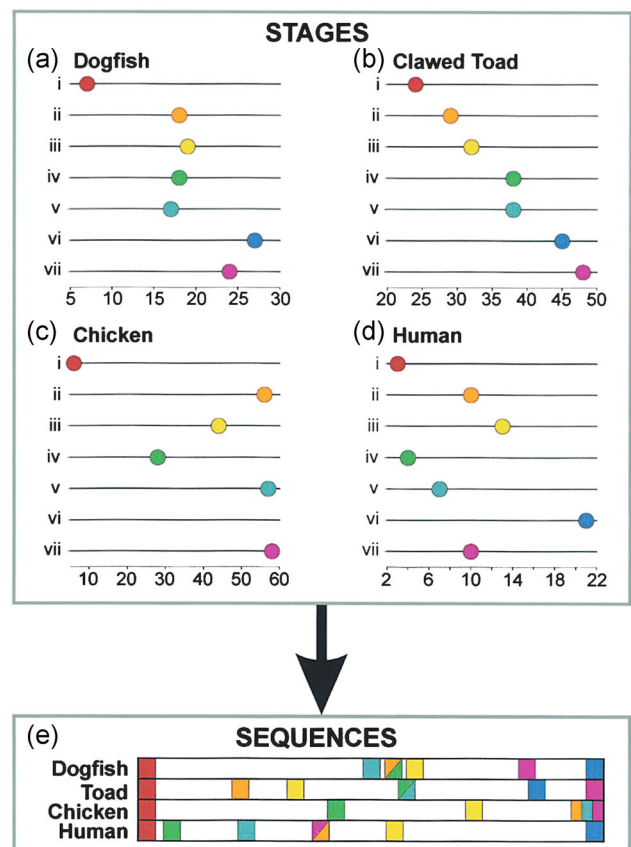 STAGES
(a) Dogfish
i
ii
iii
iv
v
vi
vii
5 10 15 20 25 30
(b) Clawed Toad
i
ii
iii
iv
v
vi
vii
20 25 30 35 40 45 50
(c) Chicken
i
ii
iii
iv
v
vi
vii
10 20 30 40 50 60
(d) Human
i
ii
iii
iv
v
vi
vii
2 6 8 12 14 18 22
(e) SEQUENCES
Dogfish
Toad
Chicken
Human